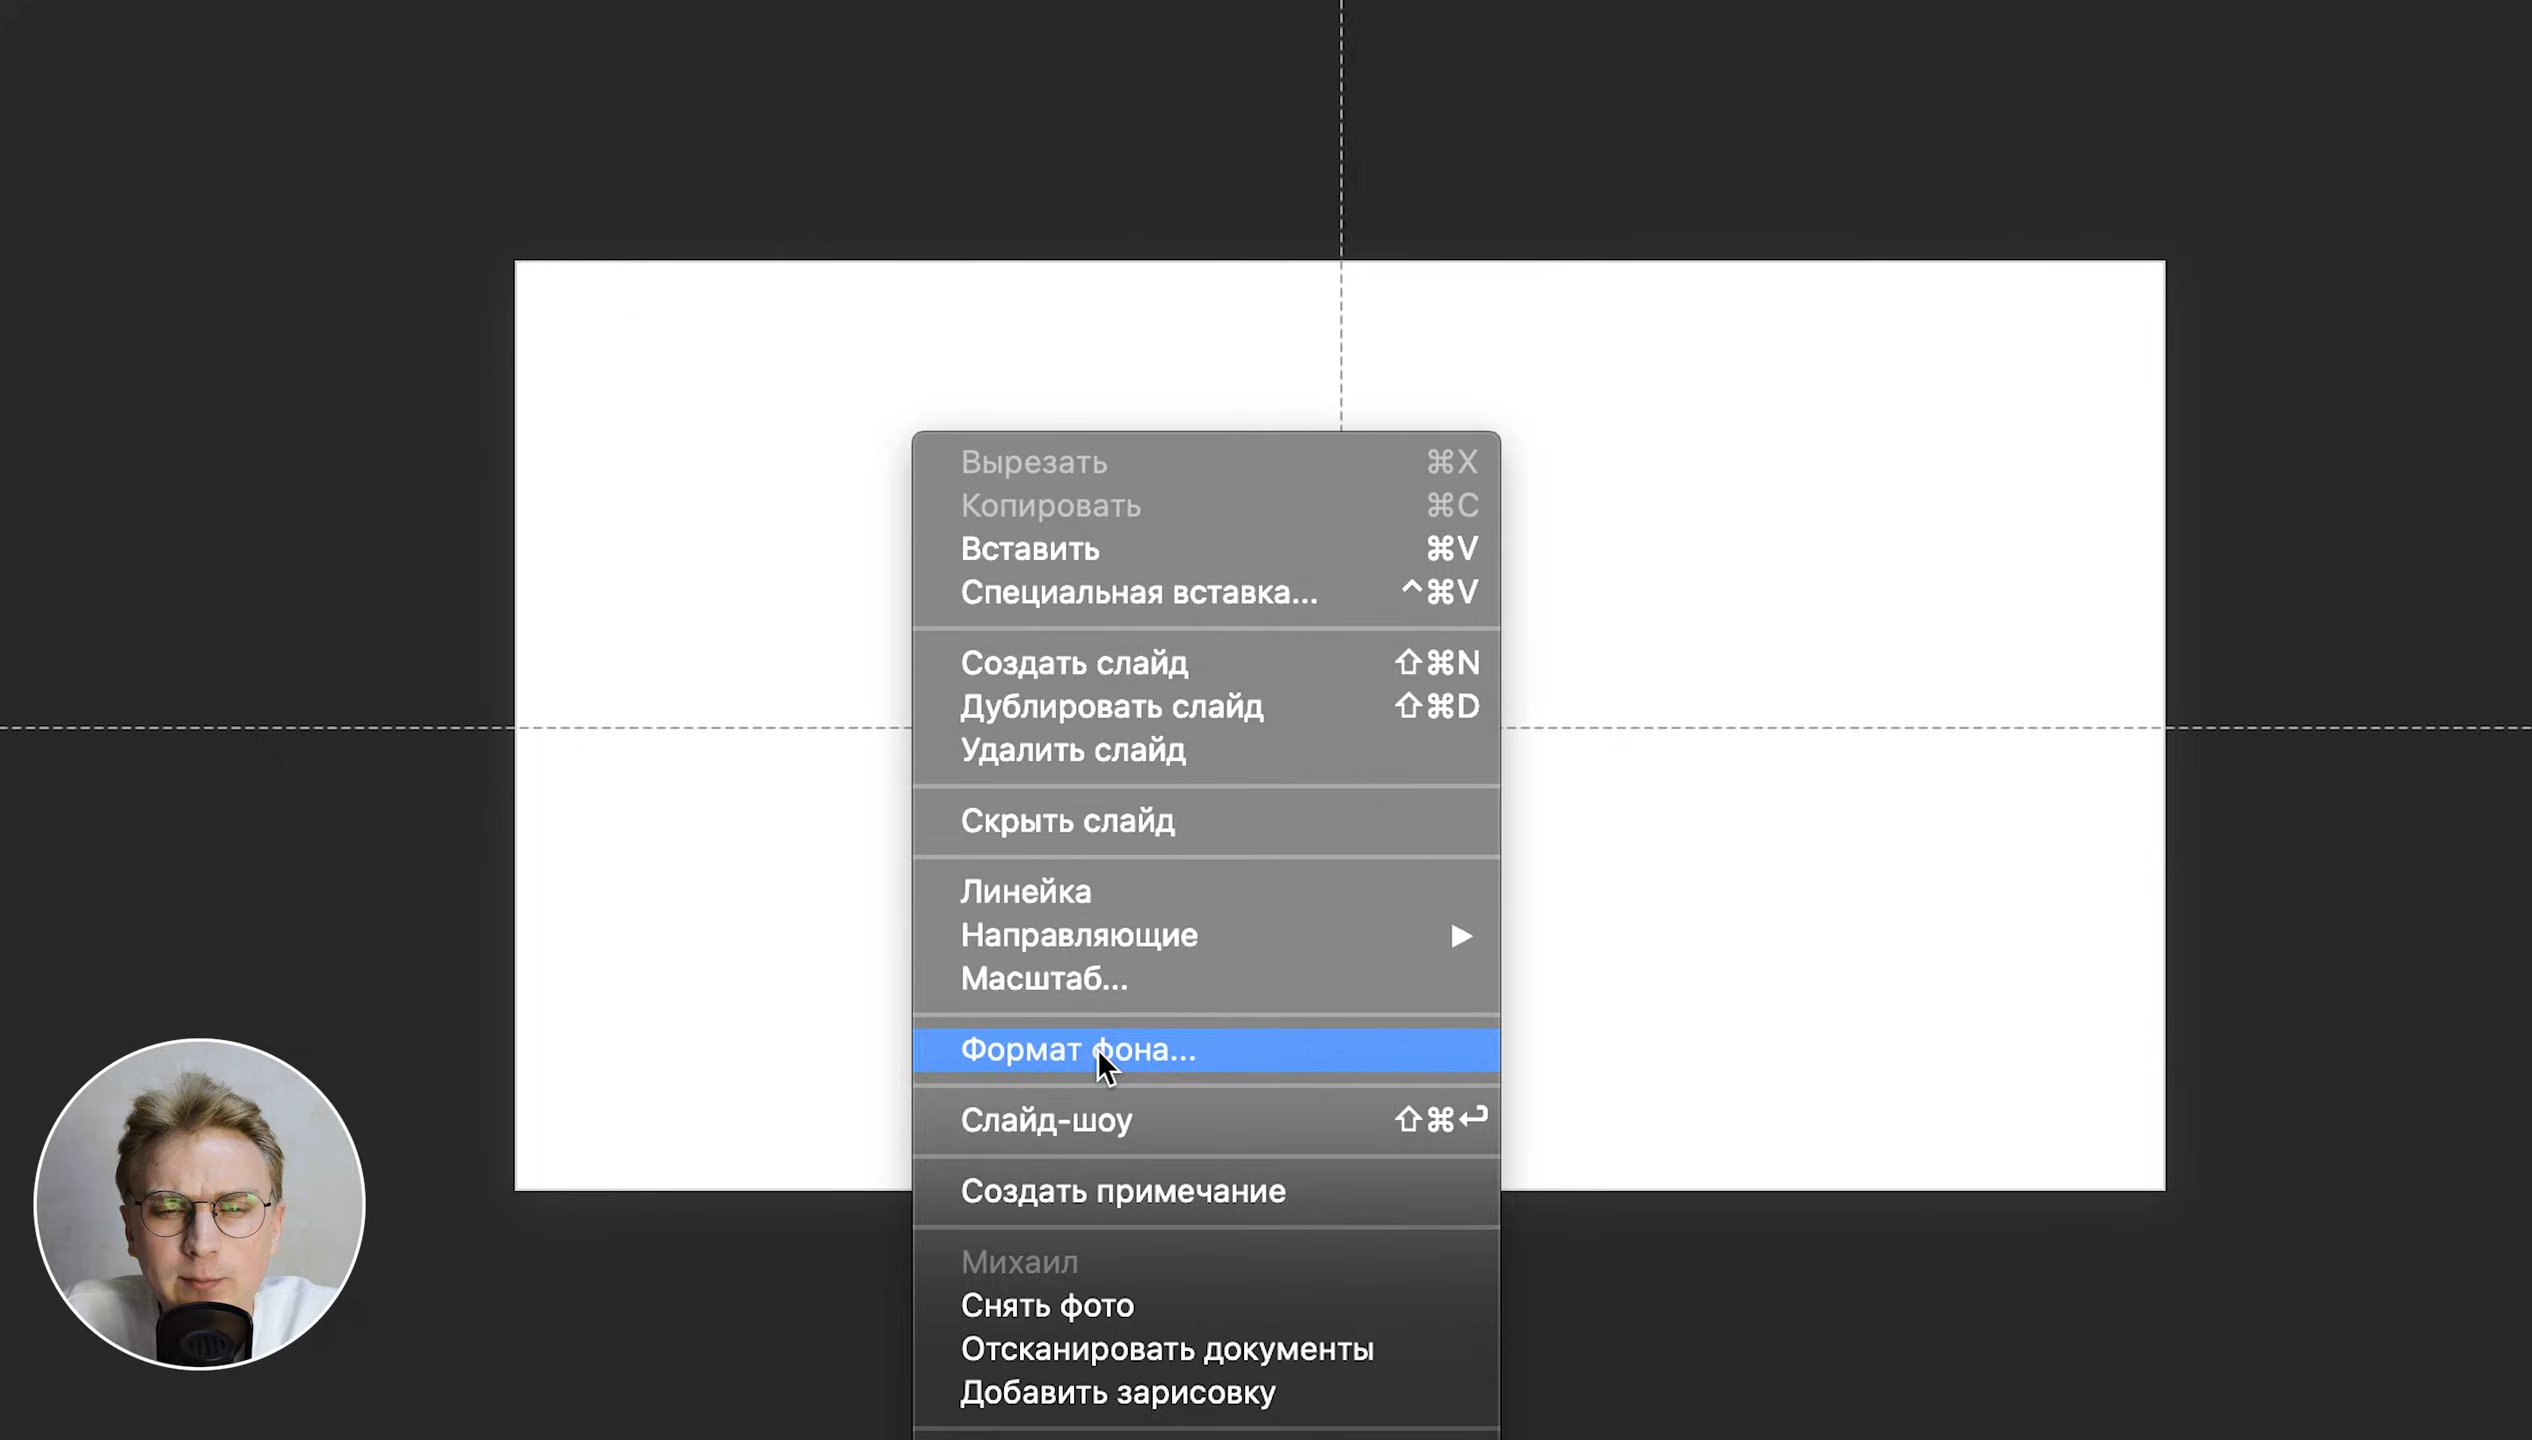 Вырезать ⌘X
Копировать ⌘C
Вставить ⌘V
Специальная вставка... ^⌘V
Создать слайд ⇧⌘N
Дублировать слайд ⇧⌘D
Удалить слайд
Скрыть слайд
Линейка
Направляющие ▶
Масштаб...
Формат фона...
Слайд-шоу ⇧⌘↩
Создать примечание
Михаил
Снять фото
Отсканировать документы
Добавить зарисовку